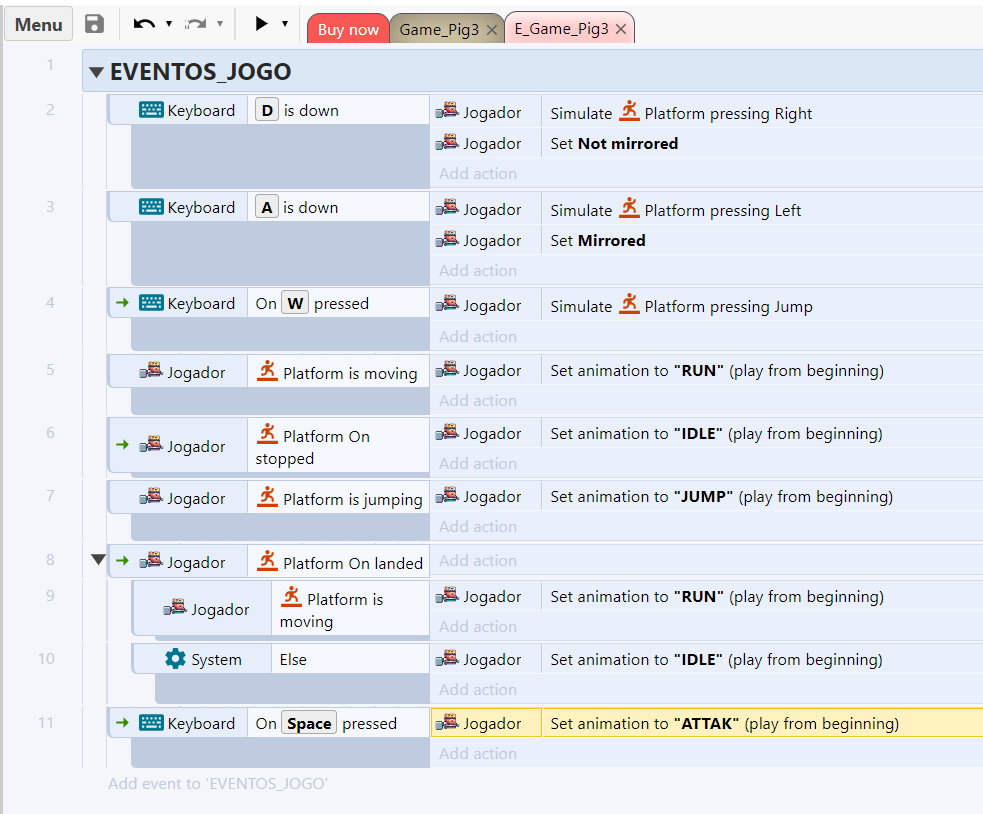 Menu Buy now Game_Pig3 E_Game_Pig3
1 EVENTOS_JOGO
2 Keyboard D is down Jogador Simulate Platform pressing Right
Jogador Set Not mirrored
Add action
3 Keyboard A is down Jogador Simulate Platform pressing Left
Jogador Set Mirrored
Add action
4 Keyboard On W pressed Jogador Simulate Platform pressing Jump
Add action
5 Jogador Platform is moving Jogador Set animation to "RUN" (play from beginning)
Add action
6 Jogador Platform On stopped Jogador Set animation to "IDLE" (play from beginning)
Add action
7 Jogador Platform is jumping Jogador Set animation to "JUMP" (play from beginning)
Add action
8 Jogador Platform On landed Add action
9 Jogador Platform is moving Jogador Set animation to "RUN" (play from beginning)
Add action
10 System Else Jogador Set animation to "IDLE" (play from beginning)
Add action
11 Keyboard On Space pressed Jogador Set animation to "ATTAK" (play from beginning)
Add action
Add event to 'EVENTOS_JOGO'